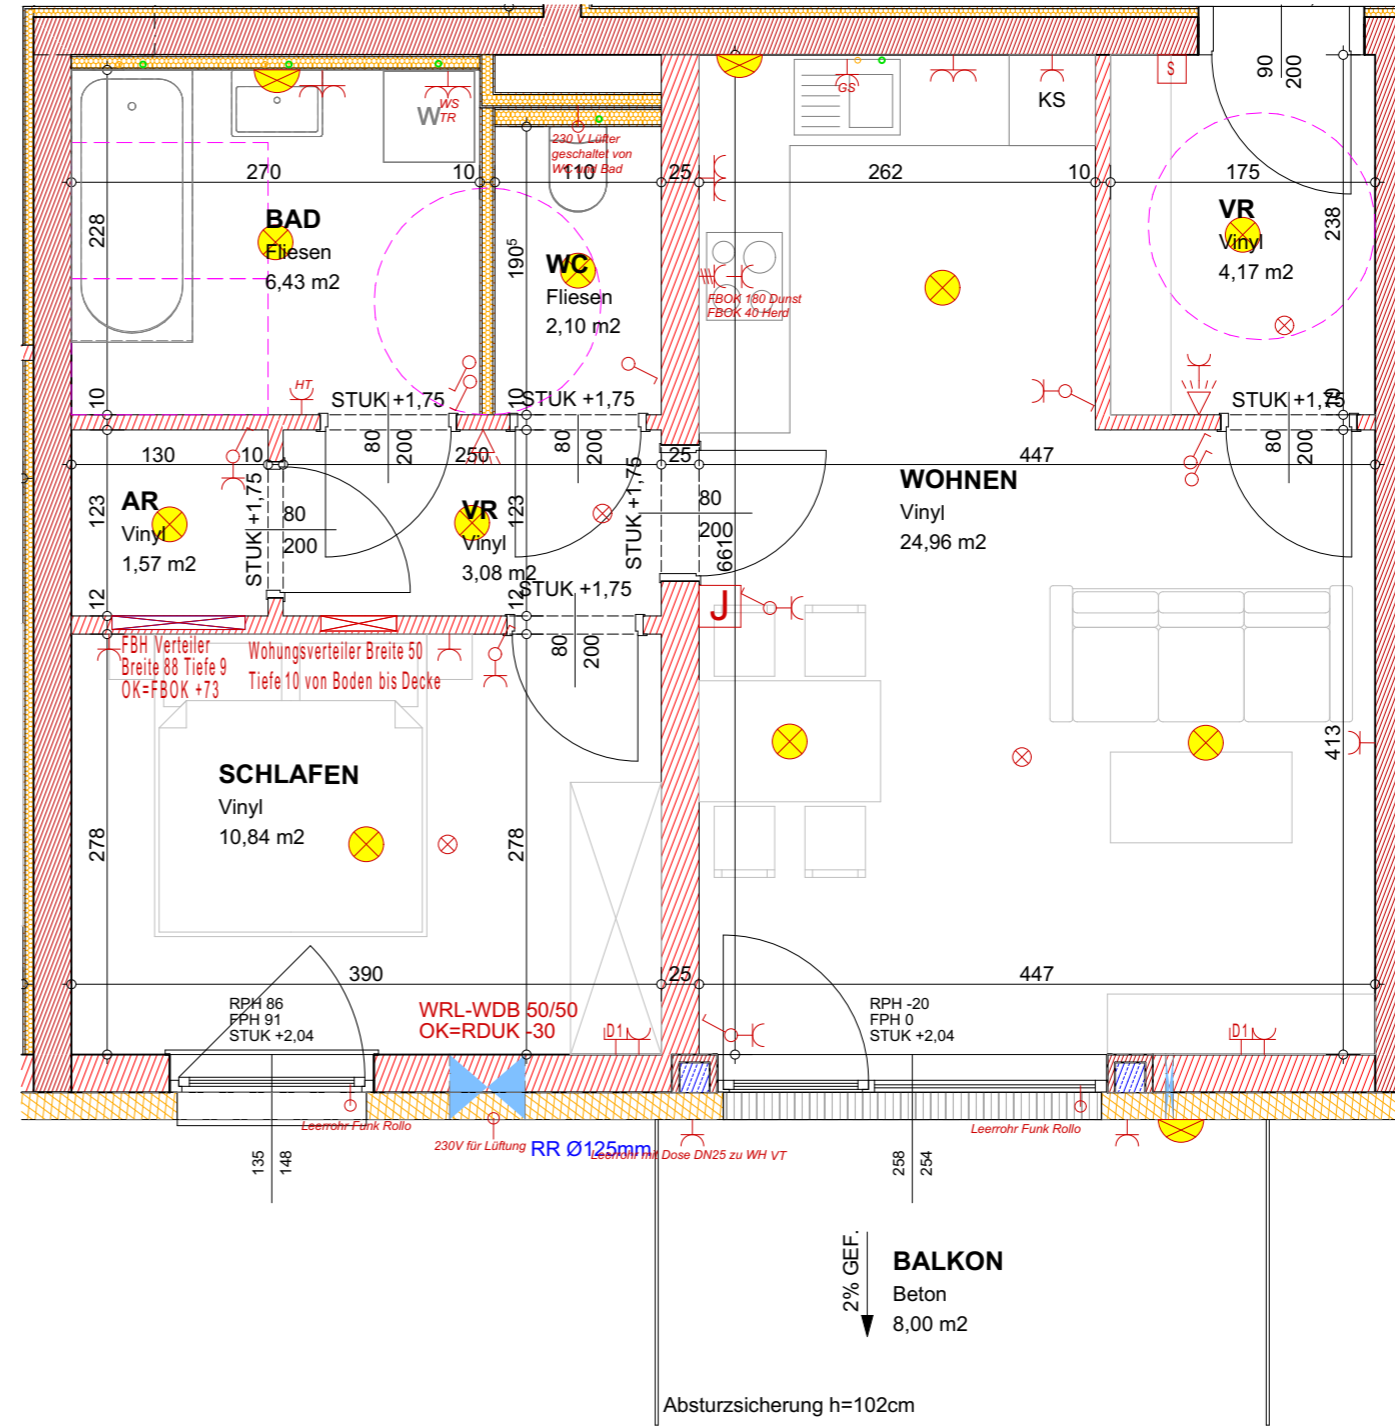 S
90
200
GS
KS
W
WS
TR
230 V Lüfter
geschaltet von
WC und Bad
270
10
110
25
262
10
175
BAD
Fliesen
6,43 m2
228
190⁵
WC
Fliesen
2,10 m2
VR
Vinyl
4,17 m2
238
FBOK 180 Dunst
FBOK 40 Herd
HT
10
STUK +1,75
10
STUK +1,75
STUK +1,75
10
80
200
80
200
80
200
130
10
250
25
447
AR
Vinyl
1,57 m2
123
12
STUK +1,75
80
200
VR
Vinyl
3,08 m2
123
12
STUK +1,75
STUK +1,75
80
200
80
200
661
WOHNEN
Vinyl
24,96 m2
J
FBH Verteiler
Breite 88 Tiefe 9
OK=FBOK +73
Wohungsverteiler Breite 50
Tiefe 10 von Boden bis Decke
SCHLAFEN
Vinyl
10,84 m2
278
278
413
390
25
447
RPH 86
FPH 91
STUK +2,04
WRL-WDB 50/50
OK=RDUK -30
D1
RPH -20
FPH 0
STUK +2,04
D1
Leerrohr Funk Rollo
230V für Lüftung
RR Ø125mm
Leerrohr mit Dose DN25 zu WH VT
Leerrohr Funk Rollo
135
148
258
254
2% GEF.
BALKON
Beton
8,00 m2
Absturzsicherung h=102cm